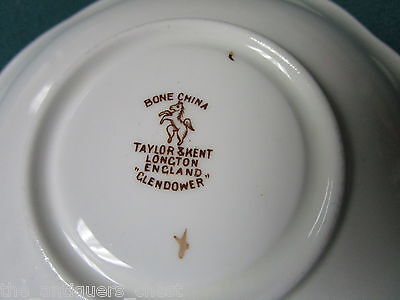 BONE CHINA
TAYLOR & KENT
LONGTON
ENGLAND
"GLENDOWER"
the_antiquers_chest